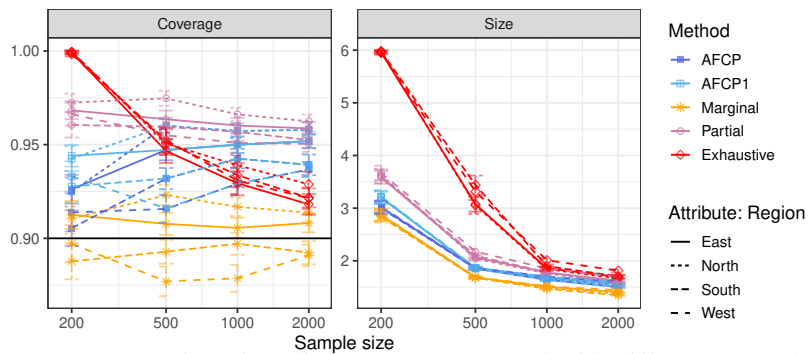 Coverage
Size
1.00
0.95
0.90
6
5
4
3
2
200
500
1000
2000
200
500
1000
2000
Sample size
Method
AFCP
AFCP1
Marginal
Partial
Exhaustive
Attribute: Region
East
North
South
West